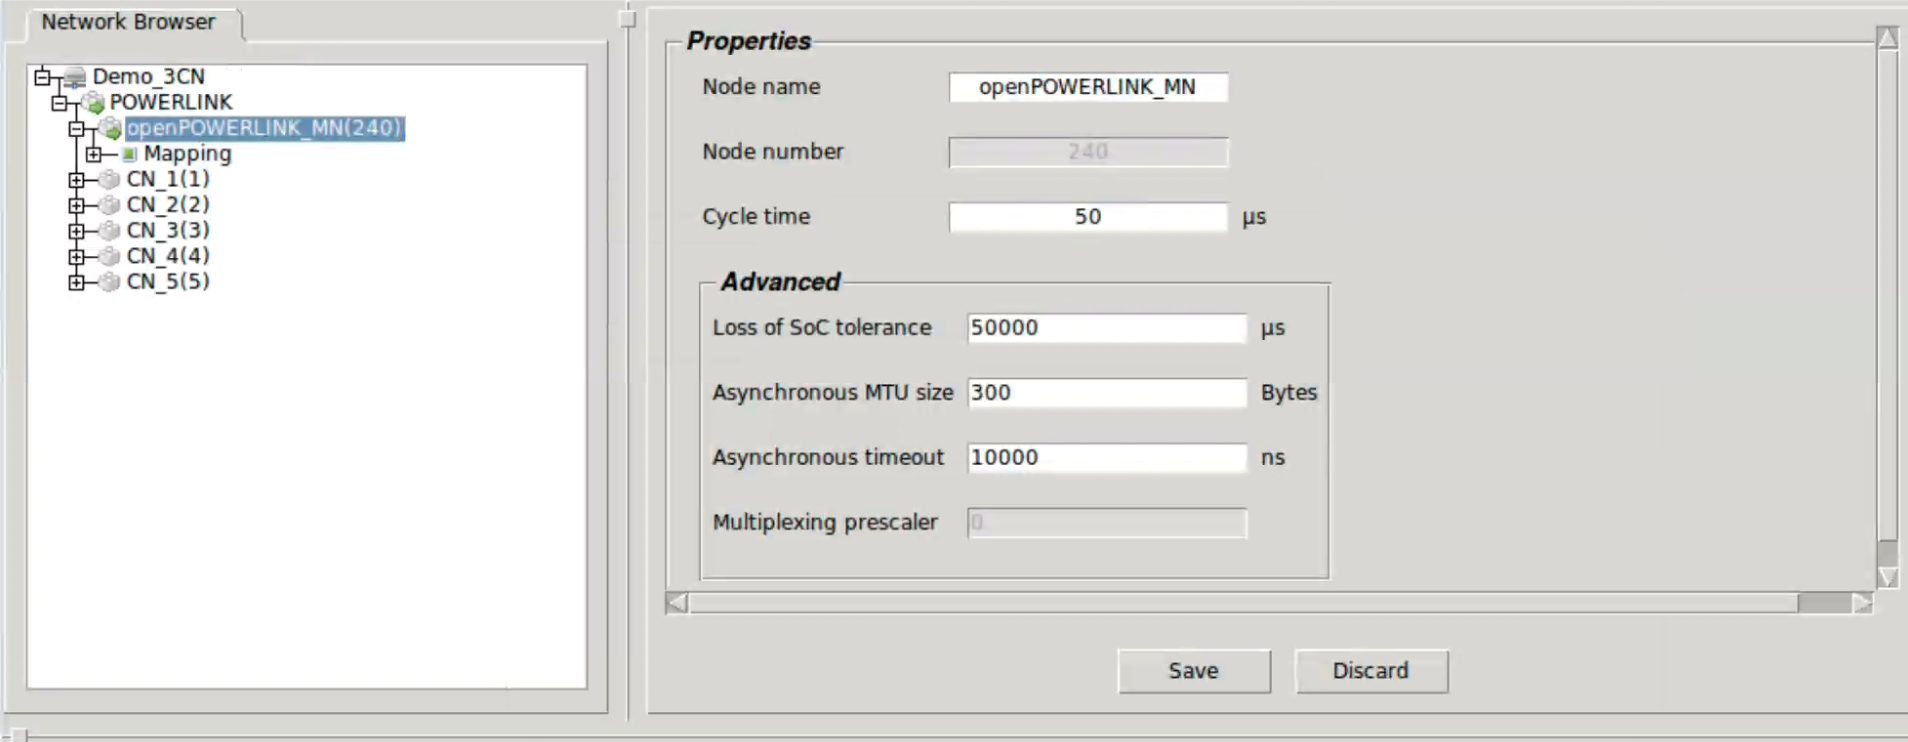 Network Browser
Demo_3CN
POWERLINK
openPOWERLINK_MN(240)
Mapping
CN_1(1)
CN_2(2)
CN_3(3)
CN_4(4)
CN_5(5)
Properties
Node name openPOWERLINK_MN
Node number 240
Cycle time 50 µs
Advanced
Loss of SoC tolerance 50000 µs
Asynchronous MTU size 300 Bytes
Asynchronous timeout 10000 ns
Multiplexing prescaler 0
Save Discard